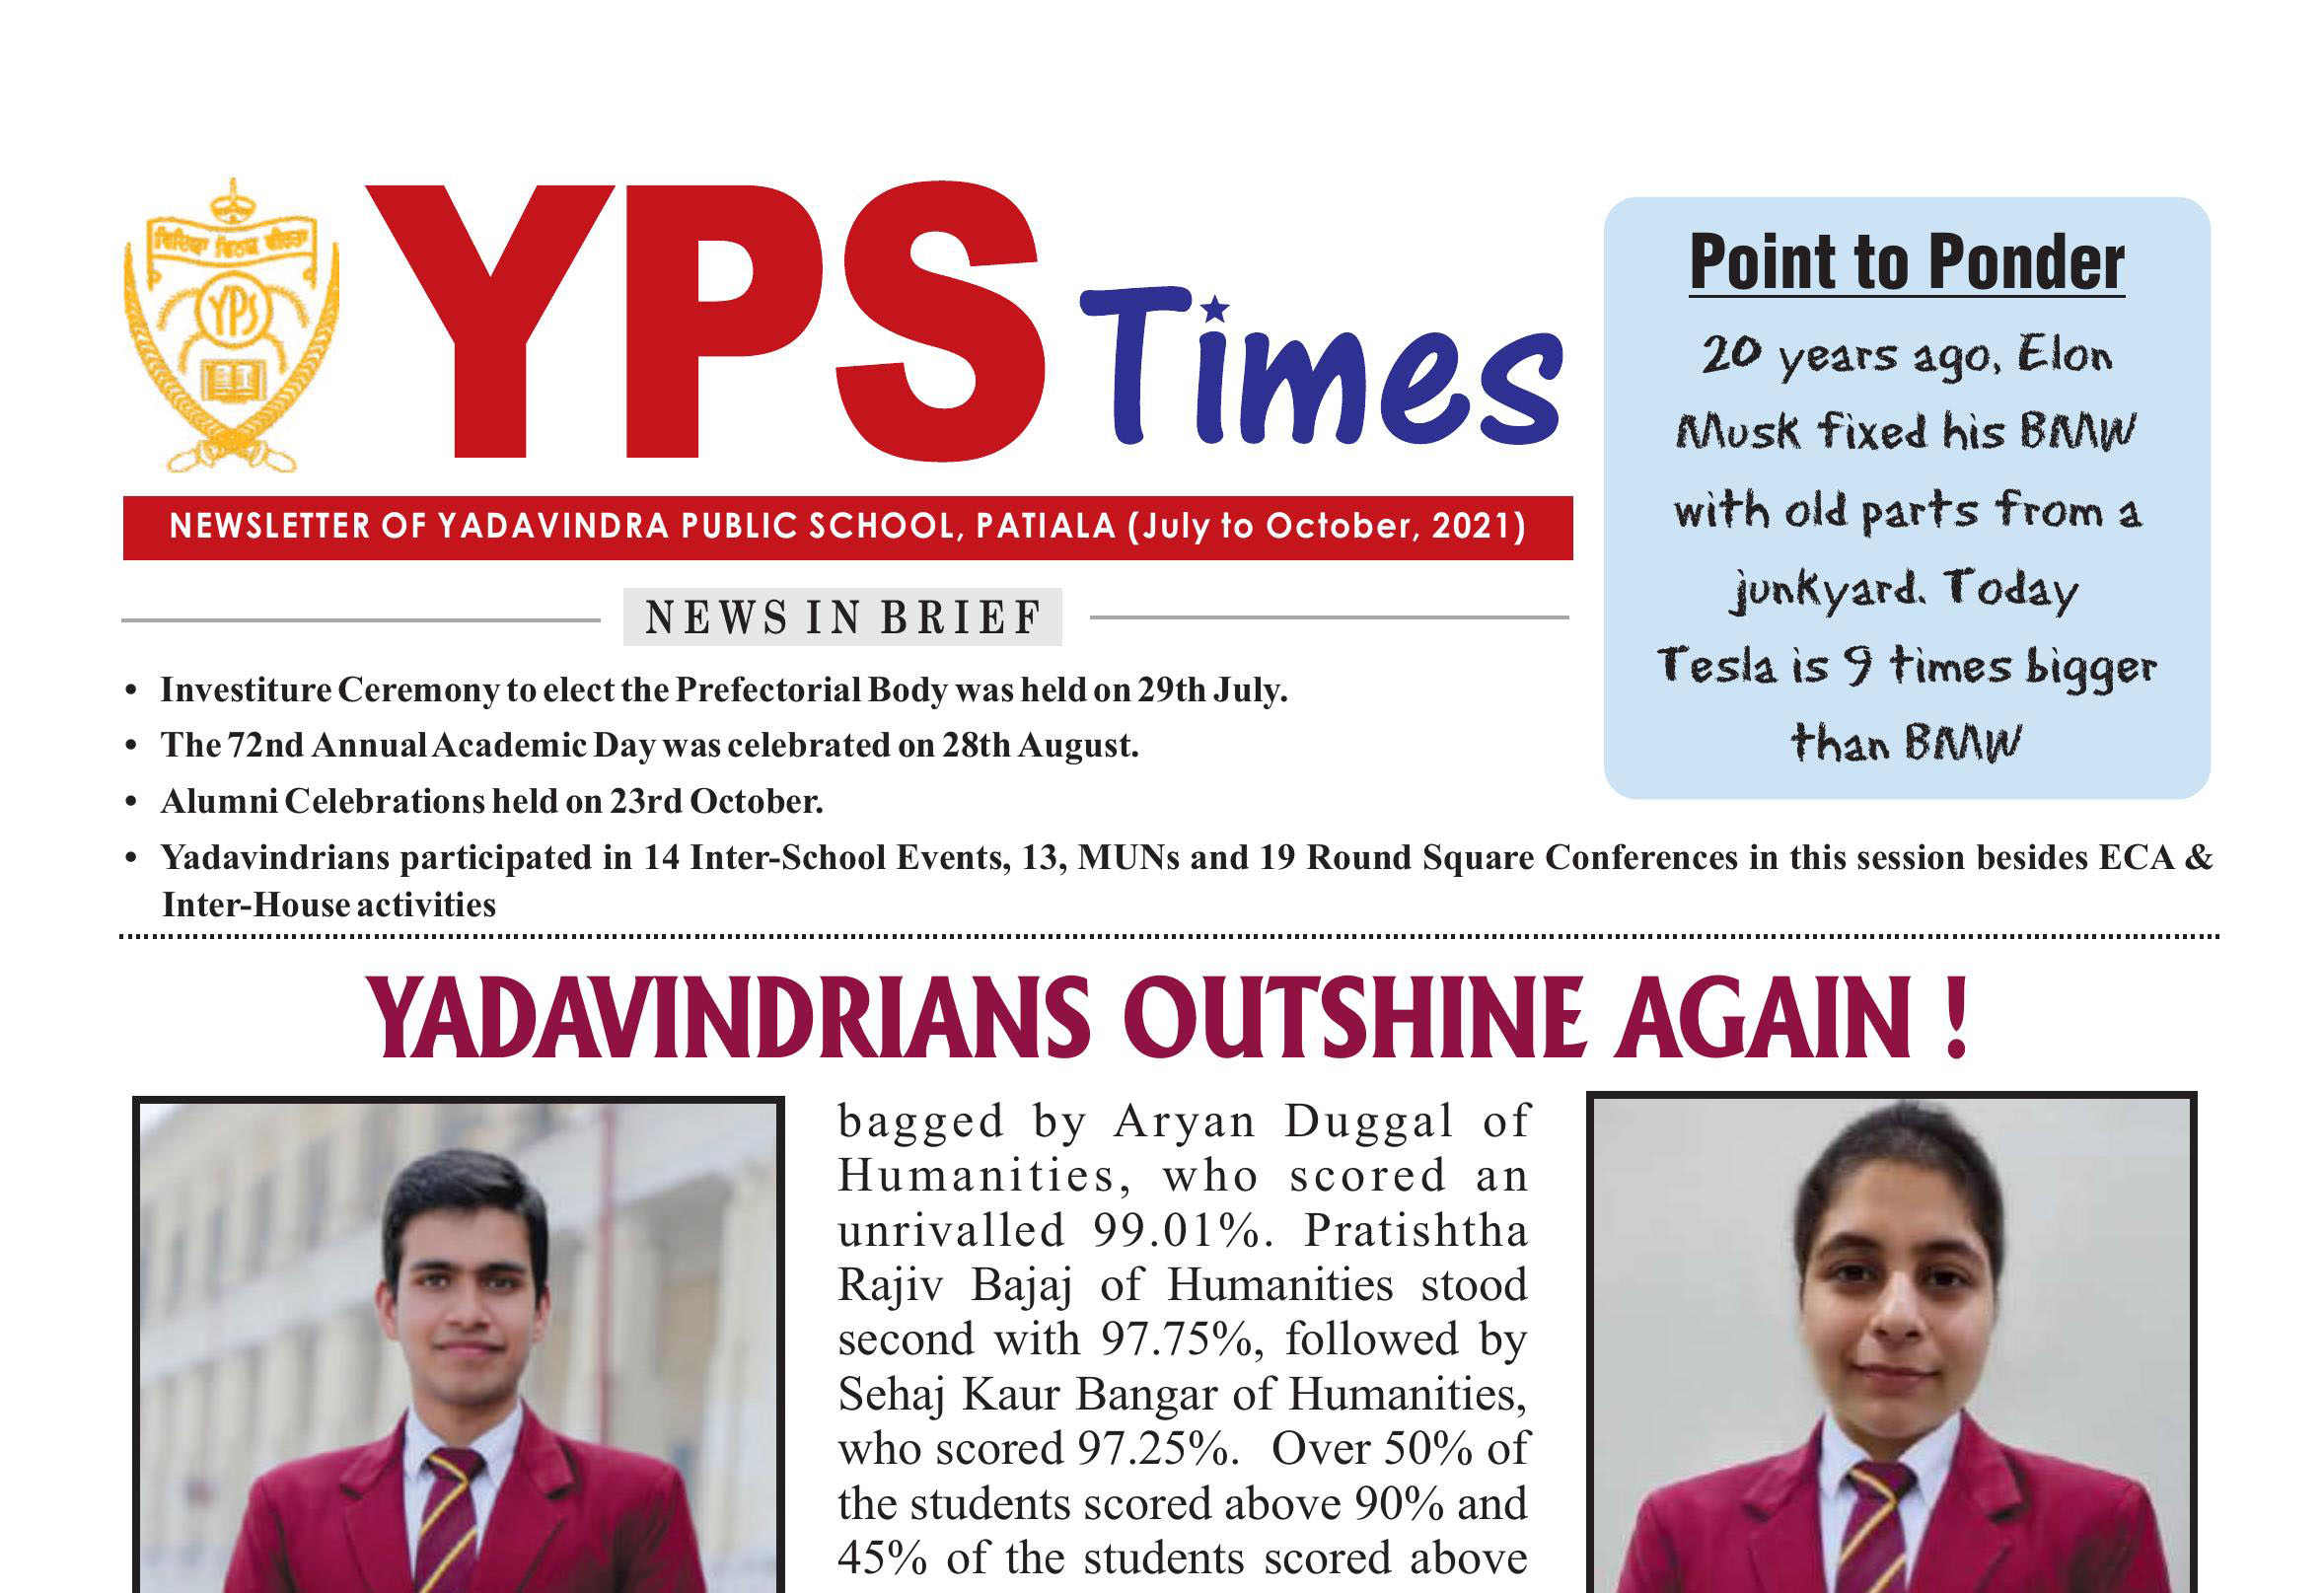 ਵਿਦਿਆ ਬਿਨਯ ਵੀਰਤਾ
YPS
YPS Times
NEWSLETTER OF YADAVINDRA PUBLIC SCHOOL, PATIALA (July to October, 2021)
Point to Ponder
20 years ago, Elon
Musk fixed his BMW
with old parts from a
junkyard. Today
Tesla is 9 times bigger
than BMW
NEWS IN BRIEF
• Investiture Ceremony to elect the Prefectorial Body was held on 29th July.
• The 72nd Annual Academic Day was celebrated on 28th August.
• Alumni Celebrations held on 23rd October.
• Yadavindrians participated in 14 Inter-School Events, 13, MUNs and 19 Round Square Conferences in this session besides ECA &
Inter-House activities
YADAVINDRIANS OUTSHINE AGAIN !
bagged by Aryan Duggal of
Humanities, who scored an
unrivalled 99.01%. Pratishtha
Rajiv Bajaj of Humanities stood
second with 97.75%, followed by
Sehaj Kaur Bangar of Humanities,
who scored 97.25%. Over 50% of
the students scored above 90% and
45% of the students scored above